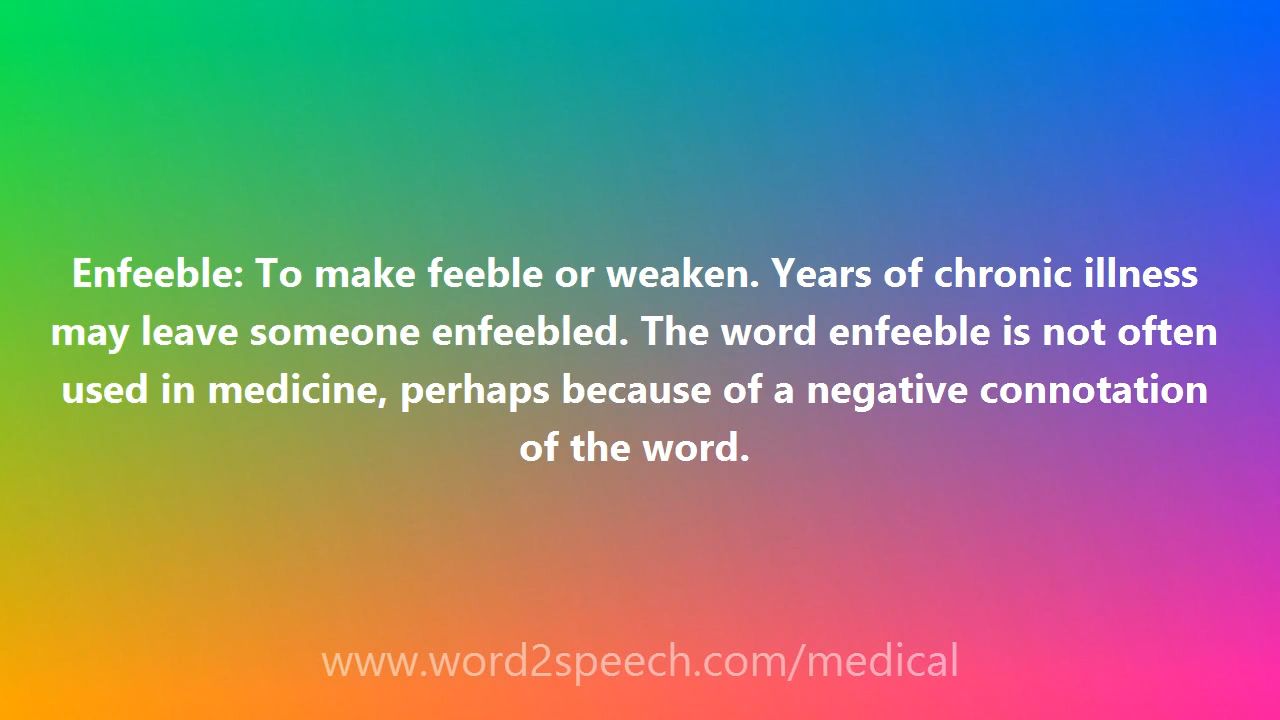 Enfeeble: To make feeble or weaken. Years of chronic illness
may leave someone enfeebled. The word enfeeble is not often
used in medicine, perhaps because of a negative connotation
of the word.
www.word2speech.com/medical